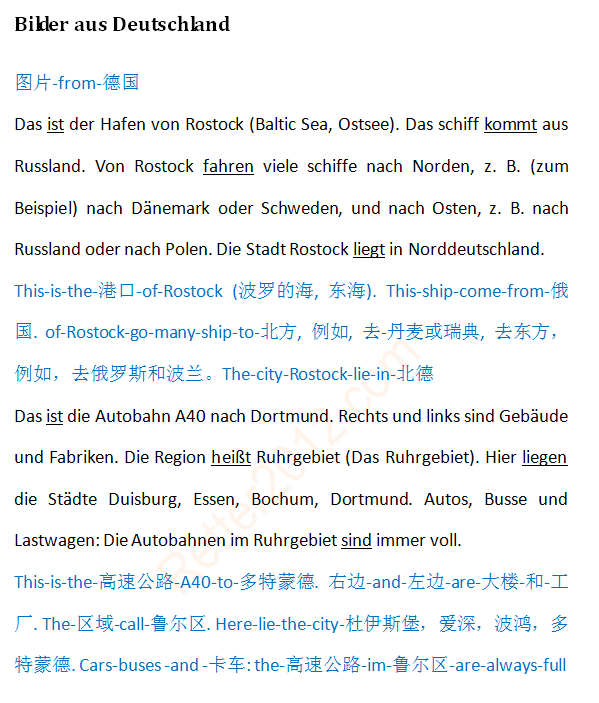 Bilder aus Deutschland
图片-from-德国
Das ist der Hafen von Rostock (Baltic Sea, Ostsee). Das schiff kommt aus
Russland. Von Rostock fahren viele schiffe nach Norden, z. B. (zum
Beispiel) nach Dänemark oder Schweden, und nach Osten, z. B. nach
Russland oder nach Polen. Die Stadt Rostock liegt in Norddeutschland.
This-is-the-港口-of-Rostock (波罗的海, 东海). This-ship-come-from-俄
国. of-Rostock-go-many-ship-to-北方, 例如, 去-丹麦或瑞典, 去东方，
例如，去俄罗斯和波兰。The-city-Rostock-lie-in-北德
Das ist die Autobahn A40 nach Dortmund. Rechts und links sind Gebäude
und Fabriken. Die Region heißt Ruhrgebiet (Das Ruhrgebiet). Hier liegen
die Städte Duisburg, Essen, Bochum, Dortmund. Autos, Busse und
Lastwagen: Die Autobahnen im Ruhrgebiet sind immer voll.
This-is-the-高速公路-A40-to-多特蒙德. 右边-and-左边-are-大楼-和-工
厂. The-区域-call-鲁尔区. Here-lie-the-city-杜伊斯堡，爱深，波鸿，多
特蒙德. Cars-buses -and -卡车: the-高速公路-im-鲁尔区-are-always-full
Retter2012.com